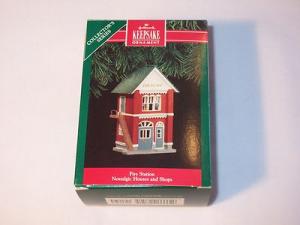 COLLECTOR'S
SERIES
Hallmark
KEEPSAKE
ORNAMENT
Fire Station
Nostalgic Houses and Shops